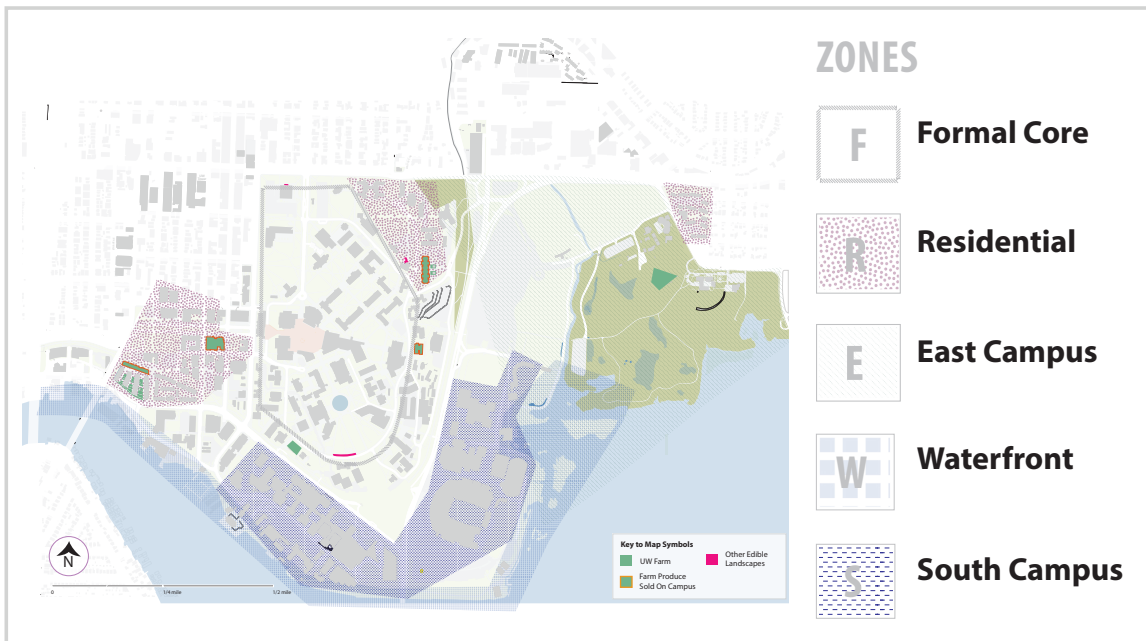 ZONES
F
Formal Core
R
Residential
E
East Campus
W
Waterfront
S
South Campus
N
0
1/4 mile
1/2 mile
Key to Map Symbols
UW Farm
Farm Produce
Sold On Campus
Other Edible
Landscapes